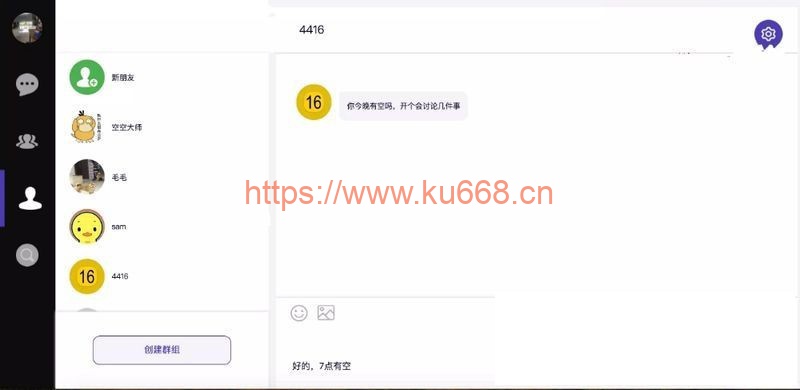 4416
新朋友
16
你今晚有空吗，开个会讨论几件事
空空大师
毛毛
https://www.ku668.cn
sam
16
4416
创建群组
好的，7点有空